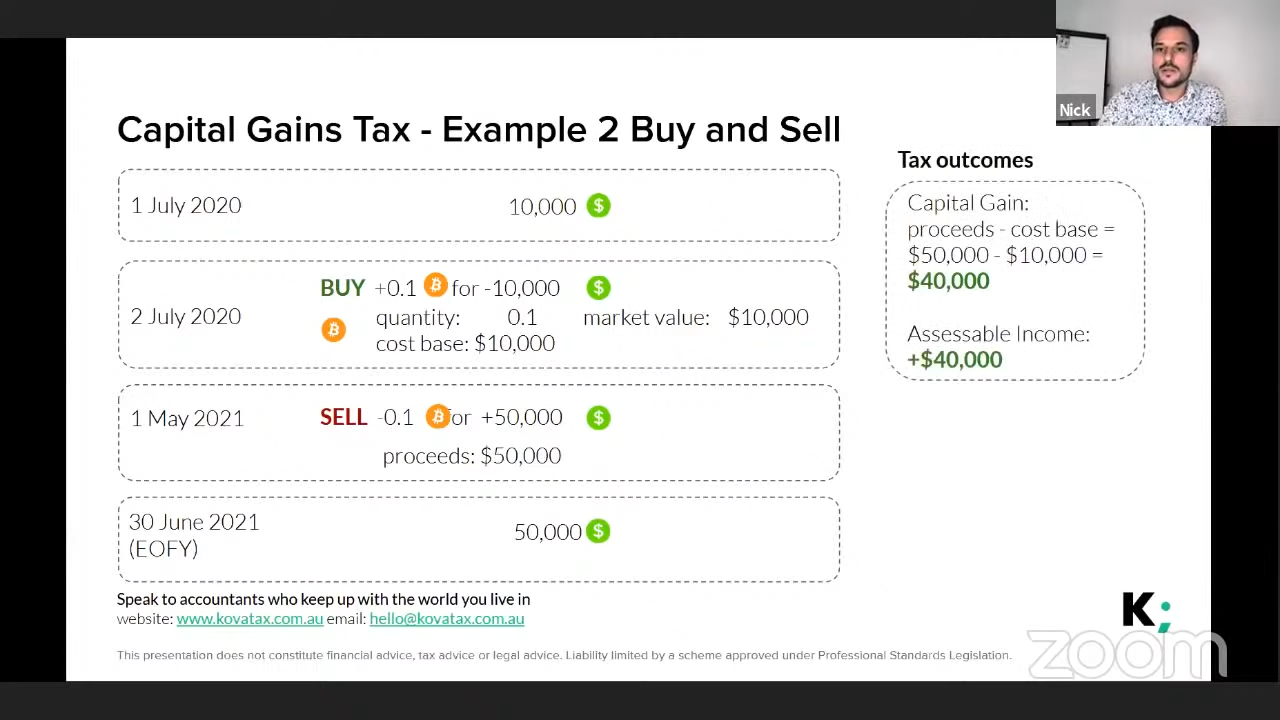 Nick
Capital Gains Tax - Example 2 Buy and Sell
Tax outcomes
1 July 2020 10,000 $
Capital Gain:
proceeds - cost base =
$50,000 - $10,000 =
$40,000
Assessable Income:
+$40,000
BUY +0.1 ₿ for -10,000 $
2 July 2020 ₿ quantity: 0.1 market value: $10,000
cost base: $10,000
1 May 2021 SELL -0.1 ₿ for +50,000 $
proceeds: $50,000
30 June 2021 50,000 $
(EOFY)
Speak to accountants who keep up with the world you live in
website: www.kovatax.com.au email: hello@kovatax.com.au
K;
This presentation does not constitute financial advice, tax advice or legal advice. Liability limited by a scheme approved under Professional Standards Legislation.
zoom